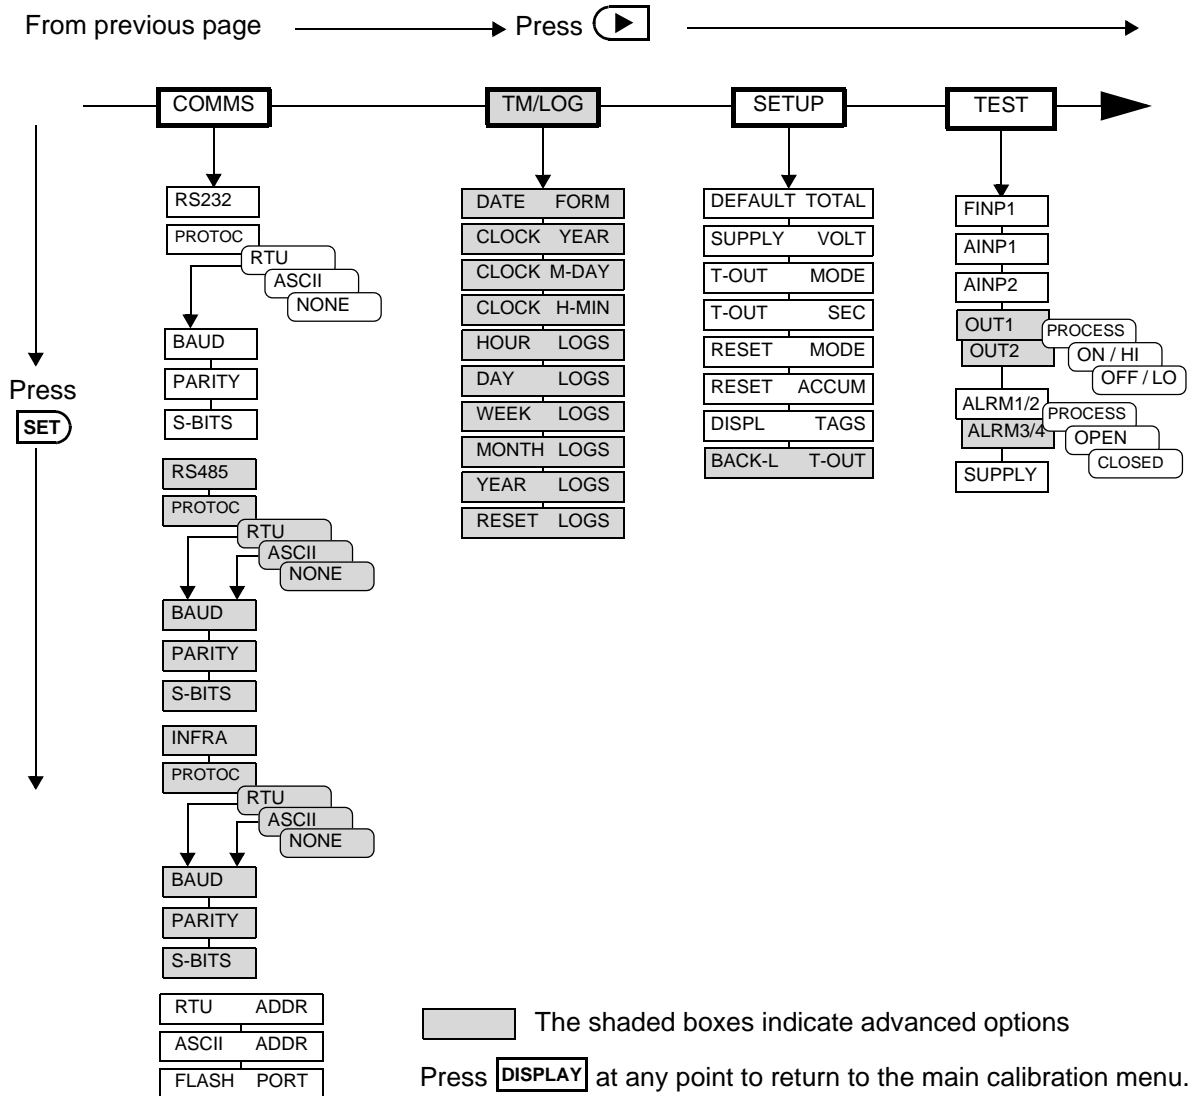 From previous page
Press
COMMS
TM/LOG
SETUP
TEST
Press
SET
RS232
PROTOC
RTU
ASCII
NONE
BAUD
PARITY
S-BITS
RS485
PROTOC
RTU
ASCII
NONE
BAUD
PARITY
S-BITS
INFRA
PROTOC
RTU
ASCII
NONE
BAUD
PARITY
S-BITS
RTU ADDR
ASCII ADDR
FLASH PORT
DATE FORM
CLOCK YEAR
CLOCK M-DAY
CLOCK H-MIN
HOUR LOGS
DAY LOGS
WEEK LOGS
MONTH LOGS
YEAR LOGS
RESET LOGS
DEFAULT TOTAL
SUPPLY VOLT
T-OUT MODE
T-OUT SEC
RESET MODE
RESET ACCUM
DISPL TAGS
BACK-L T-OUT
FINP1
AINP1
AINP2
OUT1
OUT2
PROCESS
ON / HI
OFF / LO
ALRM1/2
ALRM3/4
PROCESS
OPEN
CLOSED
SUPPLY
The shaded boxes indicate advanced options
Press DISPLAY at any point to return to the main calibration menu.